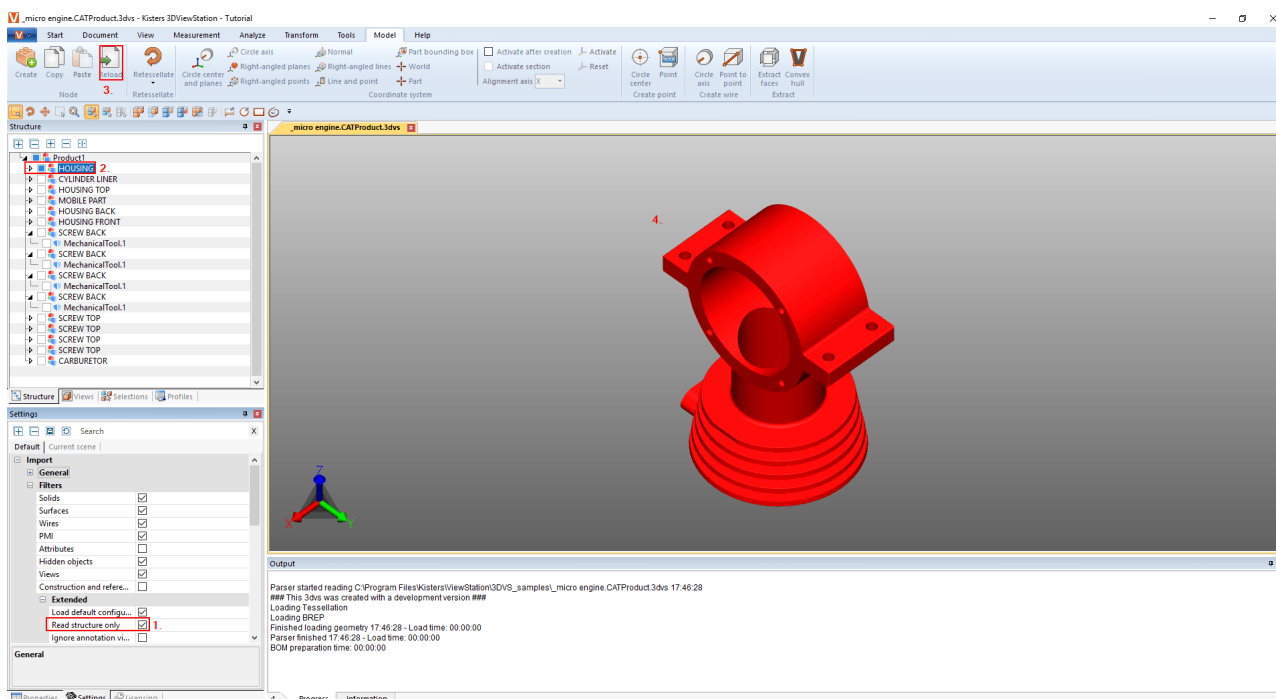 _micro engine.CATProduct.3dvs - Kisters 3DViewStation - Tutorial
Start Document View Measurement Analyze Transform Tools Model Help
Create Copy Paste Reload
3.
Node
Retessellate
Retessellate
Circle center and planes
Circle axis Normal Part bounding box
Right-angled planes Right-angled lines World
Right-angled points Line and point Part
Activate after creation Activate
Activate section Reset
Alignment axis X
Coordinate system
Circle center Point
Create point
Circle axis Point to point
Create wire
Extract faces Convex hull
Extract
Structure
Product1
HOUSING 2.
CYLINDER LINER
HOUSING TOP
MOBILE PART
HOUSING BACK
HOUSING FRONT
SCREW BACK
MechanicalTool.1
SCREW BACK
MechanicalTool.1
SCREW BACK
MechanicalTool.1
SCREW BACK
MechanicalTool.1
SCREW TOP
SCREW TOP
SCREW TOP
SCREW TOP
CARBURETOR
Structure Views Selections Profiles
Settings
Search X
Default Current scene
Import
General
Filters
Solids
Surfaces
Wires
PMI
Attributes
Hidden objects
Views
Construction and refere...
Extended
Load default configu...
Read structure only 1.
Ignore annotation vi...
General
Properties Settings Licensing
_micro engine.CATProduct.3dvs
4.
Z
X
Y
Output
Parser started reading C:\Program Files\Kisters\ViewStation\3DVS_samples\_micro engine.CATProduct.3dvs 17:46:28
### This 3dvs was created with a development version ###
Loading Tessellation
Loading BREP
Finished loading geometry 17:46:28 - Load time: 00:00:00
Parser finished 17:46:28 - Load time: 00:00:00
BOM preparation time: 00:00:00
Progress Information